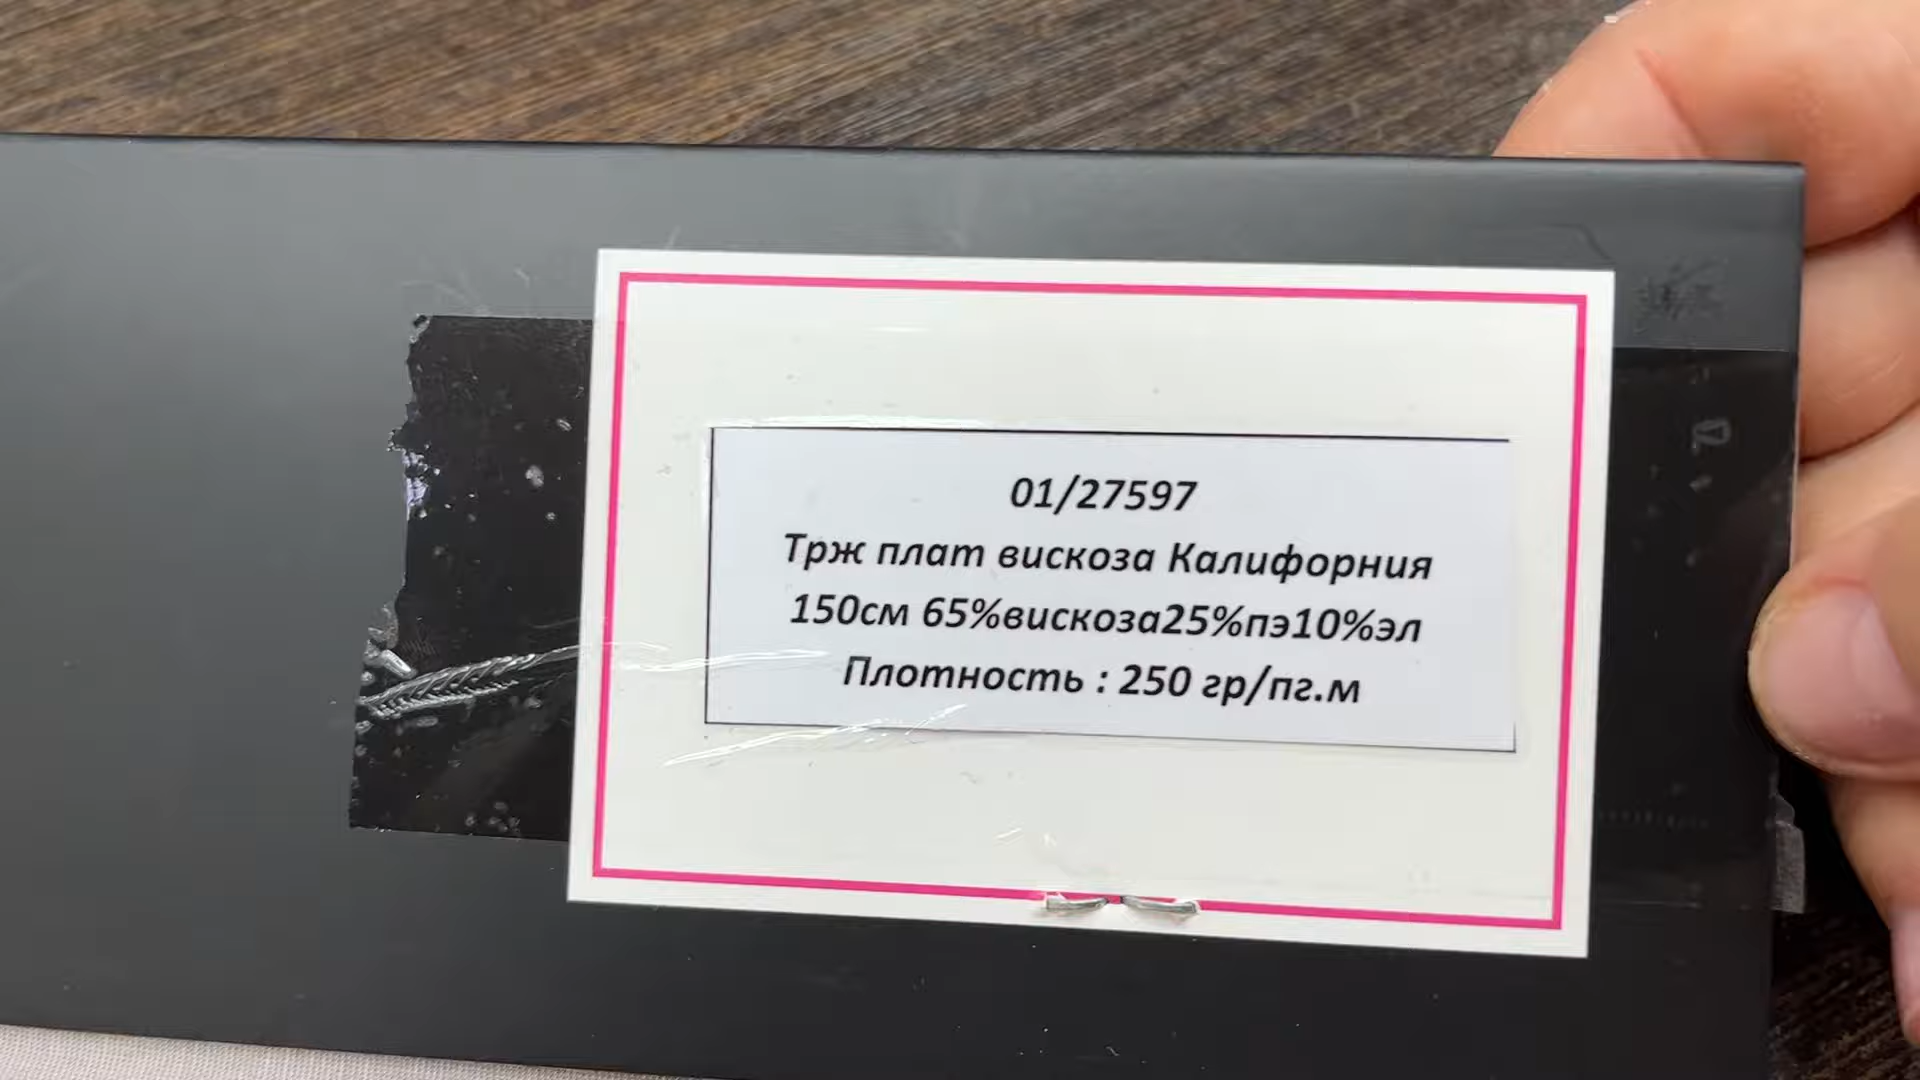 01/27597
Трж плат вискоза Калифорния
150см 65%вискоза25%пэ10%эл
Плотность : 250 гр/пг.м